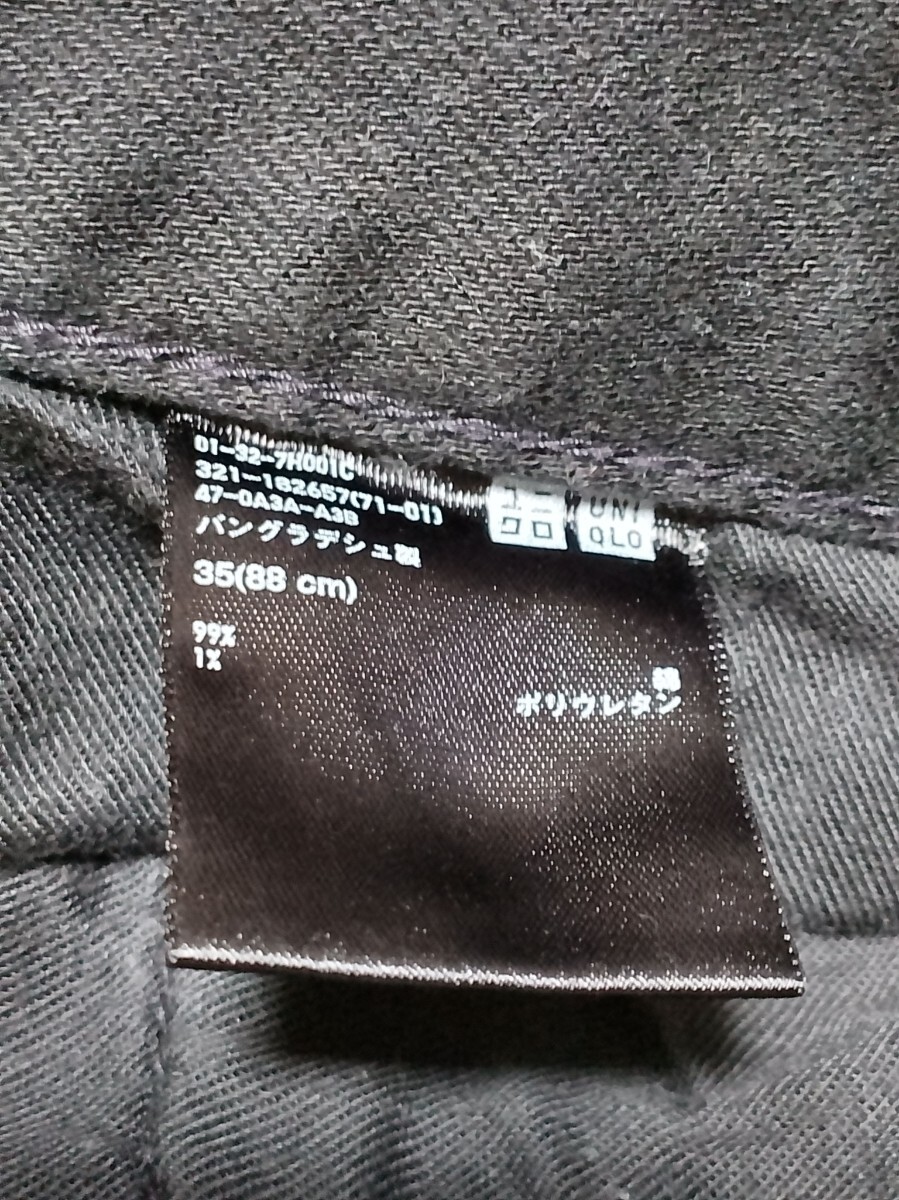 01-32-7H001C
321-182657(71-01)
47-0A3A-A3B
バングラデシュ製
35(88 cm)
ユニ
クロ
UNI
QLO
99%
綿
1%
ポリウレタン